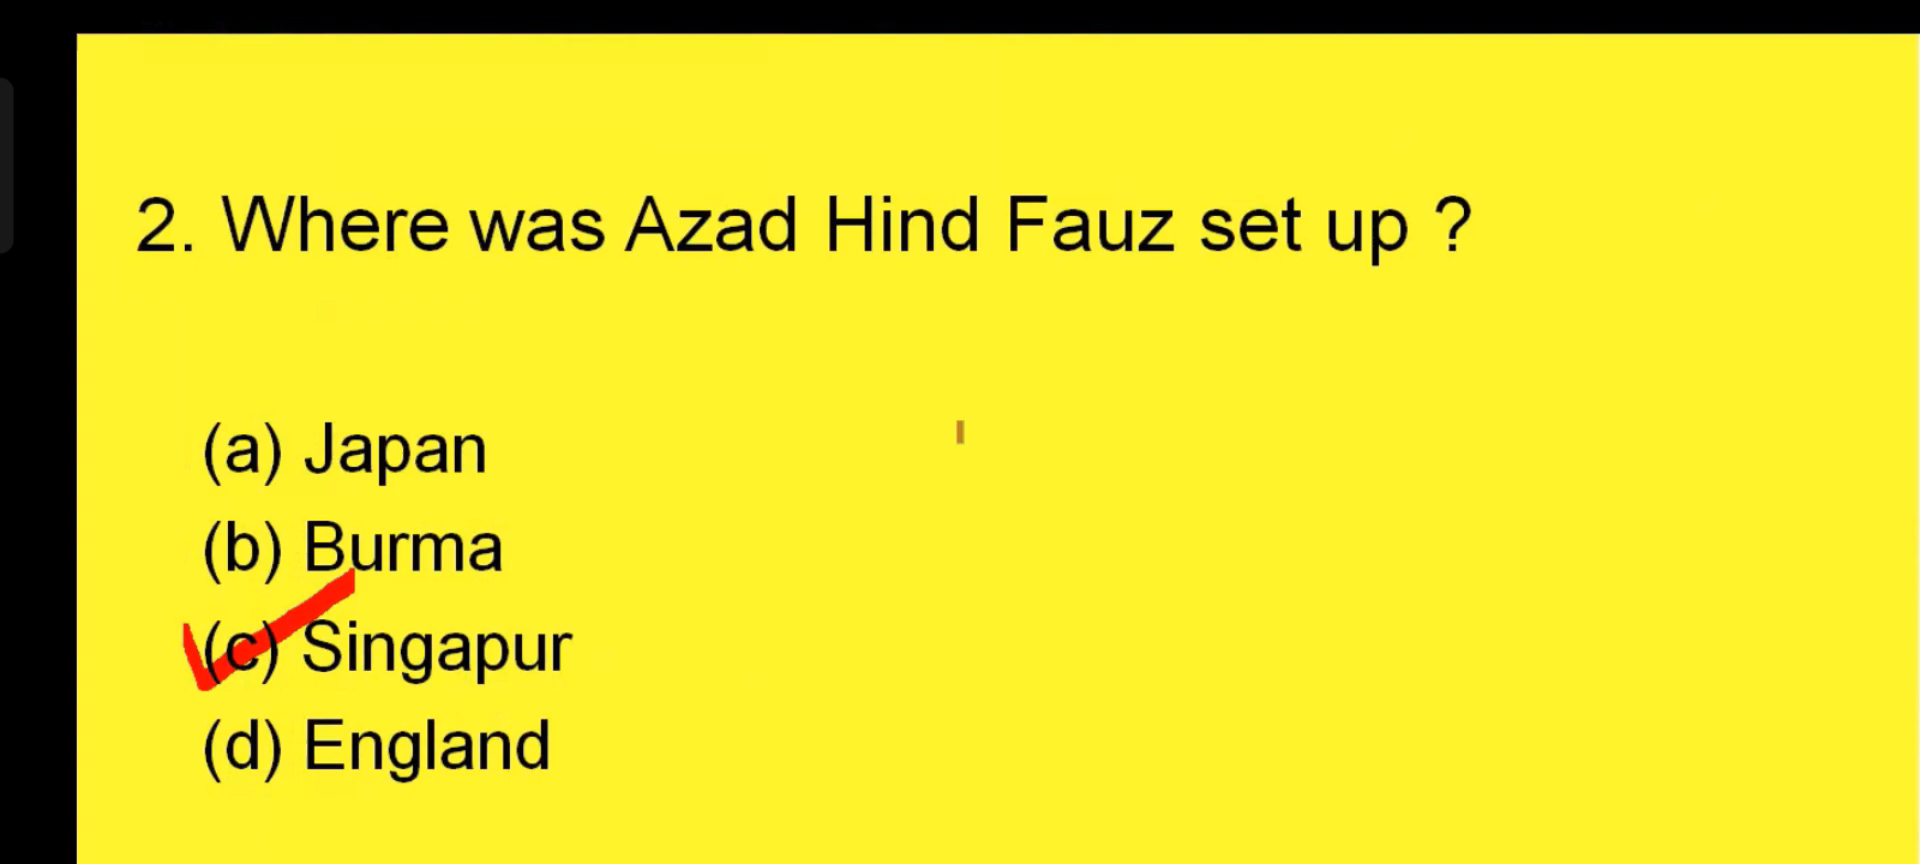 2. Where was Azad Hind Fauz set up ?
(a) Japan
(b) Burma
(c) Singapur
(d) England